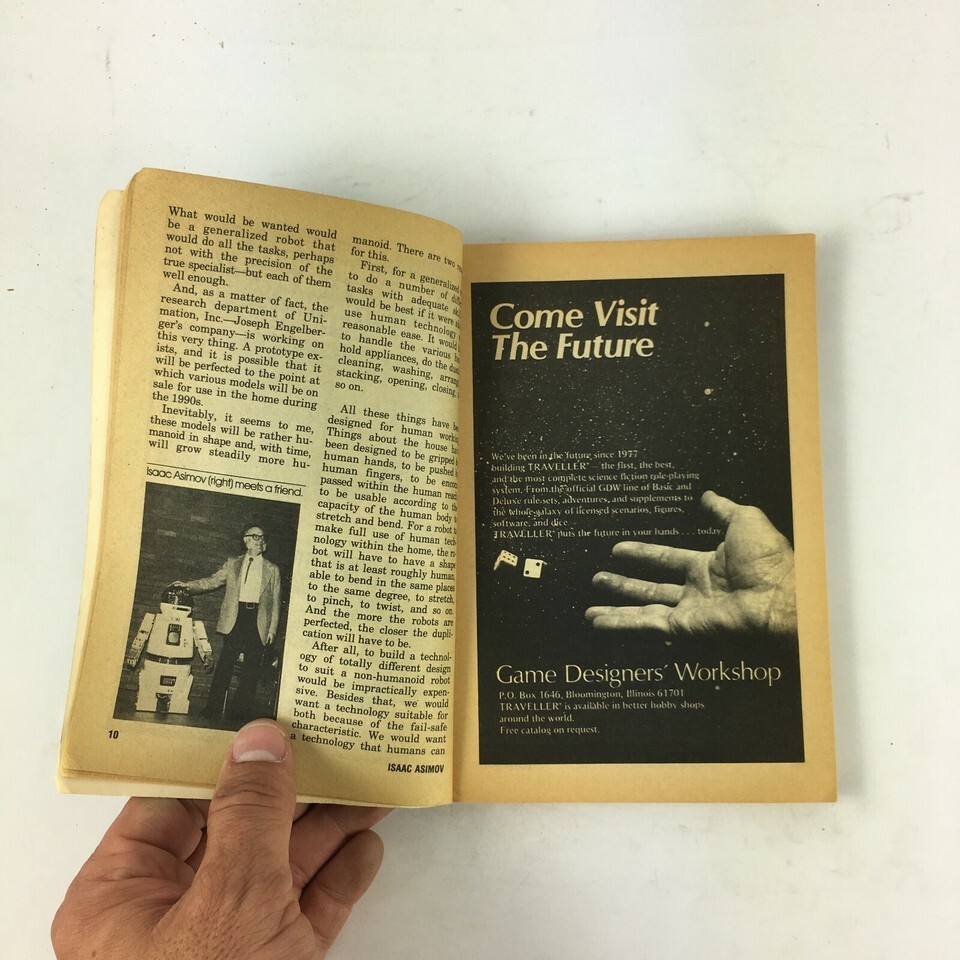 What would be wanted would
be a generalized robot that
would do all the tasks, perhaps
not with the precision of the
true specialist—but each of them
well enough.
And, as a matter of fact, the
research department of Uni-
mation, Inc.—Joseph Engelber-
ger's company—is working on
this very thing. A prototype ex-
ists, and it is possible that it
will be perfected to the point at
which various models will be on
sale for use in the home during
the 1990s.
Inevitably, it seems to me,
these models will be rather hu-
manoid in shape and, with time,
will grow steadily more hu-
Isaac Asimov (right) meets a friend.
10
manoid. There are two
for this.
First, for a generalized
to do a number of
tasks with adequate
would be best if it were
use human technology
reasonable ease. It would
to handle the various
hold appliances, do the
cleaning, washing,
stacking, opening, closing,
so on.
All these things have
designed for human
Things about the house
been designed to be gripped
human hands, to be pushed
human fingers, to be
passed within the human reach
to be usable according to
capacity of the human body
stretch and bend. For a robot
make full use of human tech-
nology within the home, the ro-
bot will have to have a shape
that is at least roughly human,
able to bend in the same places
to the same degree, to stretch,
to pinch, to twist, and so on.
And the more the robots are
perfected, the closer the dupli-
cation will have to be.
After all, to build a technol-
ogy of totally different design
to suit a non-humanoid robot
would be impractically expen-
sive. Besides that, we would
want a technology suitable for
both because of the fail-safe
characteristic. We would want
a technology that humans can
ISAAC ASIMOV
Come Visit
The Future
We've been in the future since 1977
building TRAVELLER® — the first, the best,
and the most complete science fiction role-playing
system. From the official GDW line of Basic and
Deluxe rule-sets, adventures, and supplements to
the whole galaxy of licensed scenarios, figures,
software, and dice . . .
TRAVELLER® puts the future in your hands . . . today.
Game Designers' Workshop
P.O. Box 1646, Bloomington, Illinois 61701
TRAVELLER® is available in better hobby shops
around the world.
Free catalog on request.